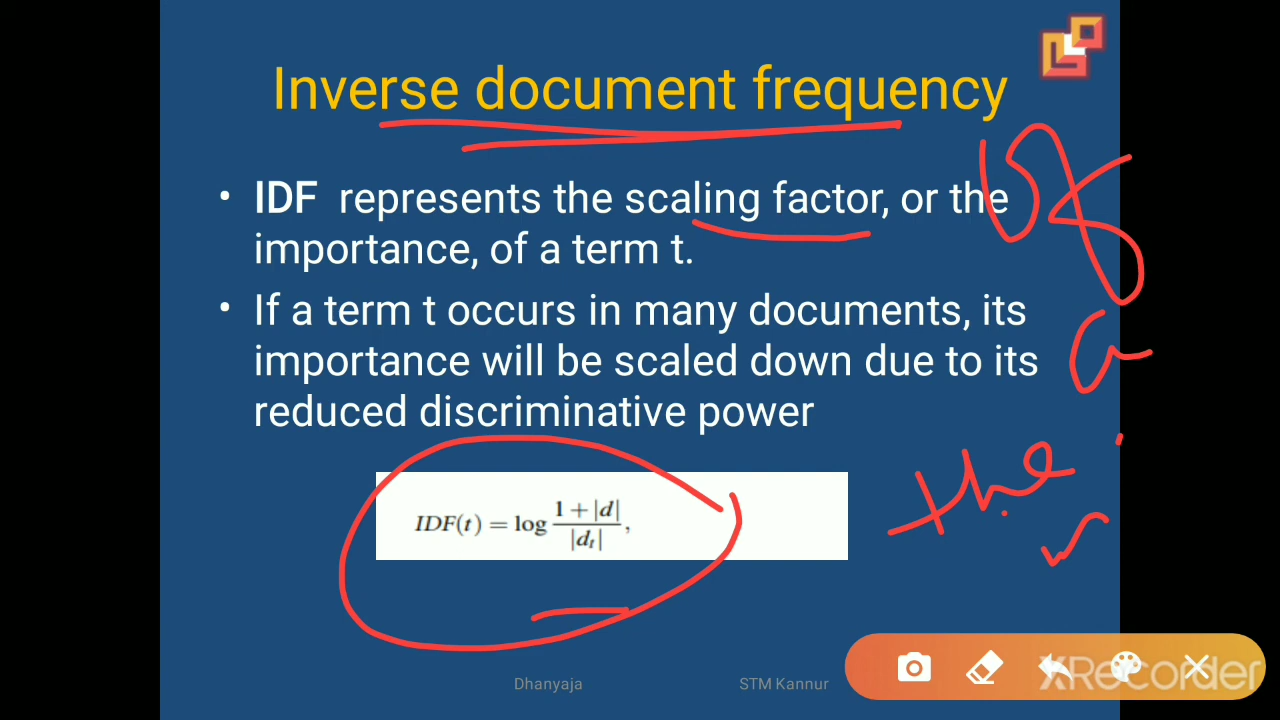 Inverse document frequency
• IDF represents the scaling factor, or the
importance, of a term t.
• If a term t occurs in many documents, its
importance will be scaled down due to its
reduced discriminative power
IDF(t) = log 1 + |d| / |dₜ|,
the
Dhanyaja STM Kannur
XRecorder